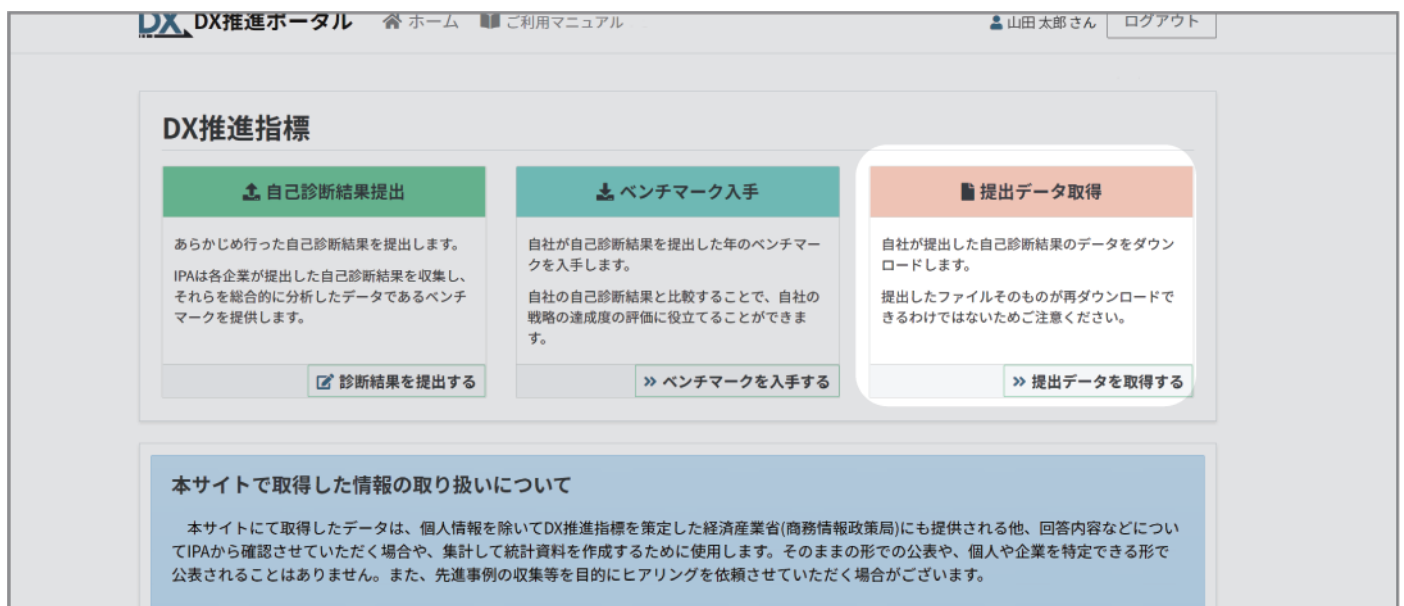 DX DX推進ポータル ホーム ご利用マニュアル 山田 太郎 さん ログアウト
DX推進指標
自己診断結果提出
あらかじめ行った自己診断結果を提出します。
IPAは各企業が提出した自己診断結果を収集し、
それらを総合的に分析したデータであるベンチ
マークを提供します。
診断結果を提出する
ベンチマーク入手
自社が自己診断結果を提出した年のベンチマー
クを入手します。
自社の自己診断結果と比較することで、自社の
戦略の達成度の評価に役立てることができま
す。
ベンチマークを入手する
提出データ取得
自社が提出した自己診断結果のデータをダウン
ロードします。
提出したファイルそのものが再ダウンロードで
きるわけではないためご注意ください。
提出データを取得する
本サイトで取得した情報の取り扱いについて
本サイトにて取得したデータは、個人情報を除いてDX推進指標を策定した経済産業省(商務情報政策局)にも提供される他、回答内容などについ
てIPAから確認させていただく場合や、集計して統計資料を作成するために使用します。そのままの形での公表や、個人や企業を特定できる形で
公表されることはありません。また、先進事例の収集等を目的にヒアリングを依頼させていただく場合がございます。